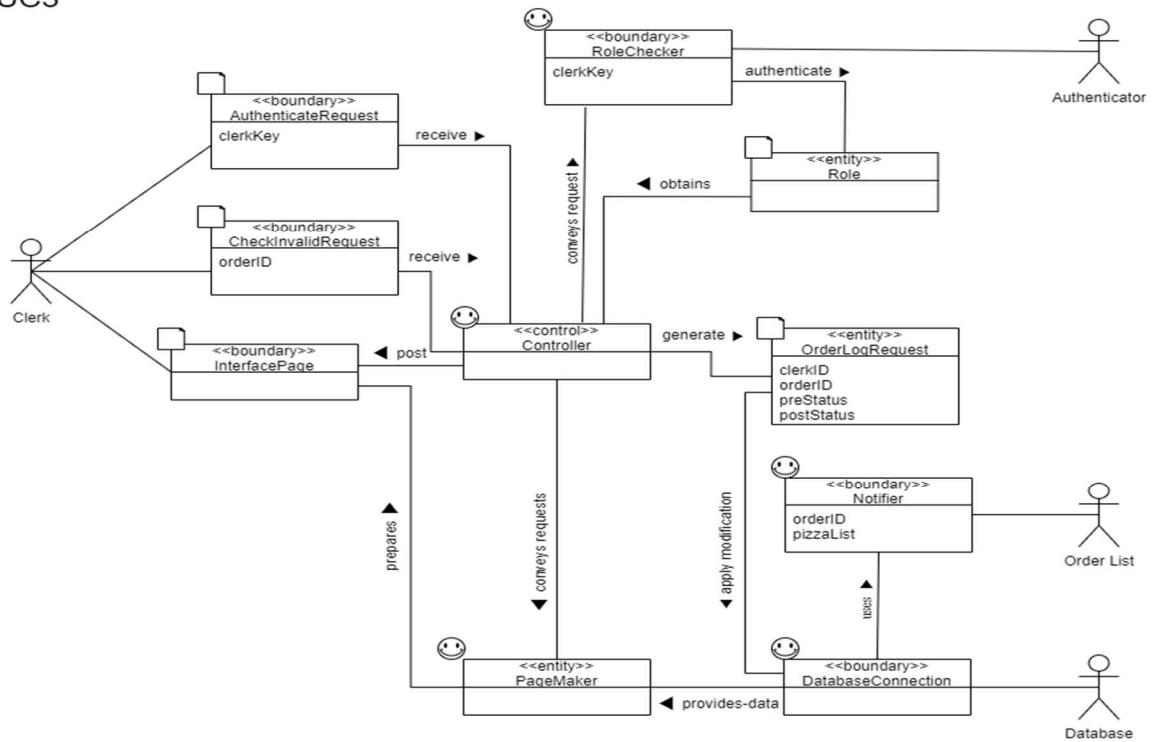 UC3
<<boundary>>
RoleChecker
clerkKey
authenticate ►
Authenticator
<<boundary>>
AuthenticateRequest
clerkKey
receive ►
<<entity>>
Role
◄ obtains
conveys request ►
<<boundary>>
CheckInvalidRequest
orderID
receive ►
Clerk
<<control>>
Controller
generate ►
<<entity>>
OrderLogRequest
clerkID
orderID
preStatus
postStatus
<<boundary>>
InterfacePage
◄ post
<<boundary>>
Notifier
orderID
pizzaList
Order List
prepares ►
◄ conveys requests
◄ apply modification
uses ►
<<entity>>
PageMaker
<<boundary>>
DatabaseConnection
◄ provides-data
Database